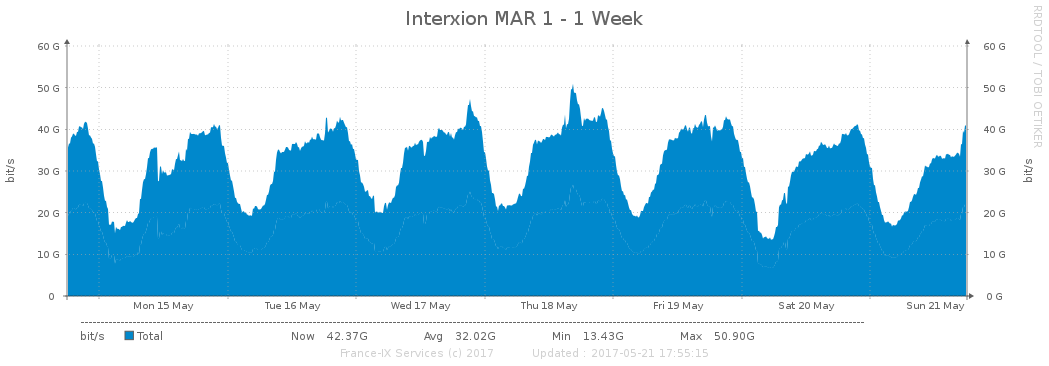 Interxion MAR 1 - 1 Week
RRDTOOL / TOBI OETIKER
60 G 60 G
50 G 50 G
40 G 40 G
30 G 30 G
20 G 20 G
10 G 10 G
0 0 G
bit/s bit/s
Mon 15 May Tue 16 May Wed 17 May Thu 18 May Fri 19 May Sat 20 May Sun 21 May
bit/s Total Now 42.37G Avg 32.02G Min 13.43G Max 50.90G
France-IX Services (c) 2017 Updated : 2017-05-21 17:55:15